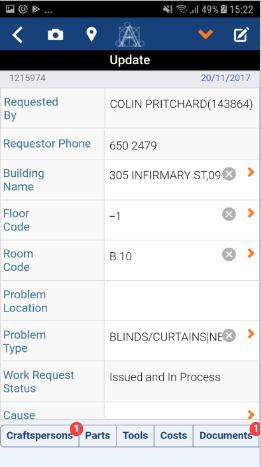 49% 15:22
Update
1215974 20/11/2017
Requested By COLIN PRITCHARD(143864)
Requestor Phone 650 2479
Building Name 305 INFIRMARY ST,09
Floor Code –1
Room Code B.10
Problem Location
Problem Type BLINDS/CURTAINS|NE
Work Request Status Issued and In Process
Cause
Craftspersons 1 Parts Tools Costs Documents 1